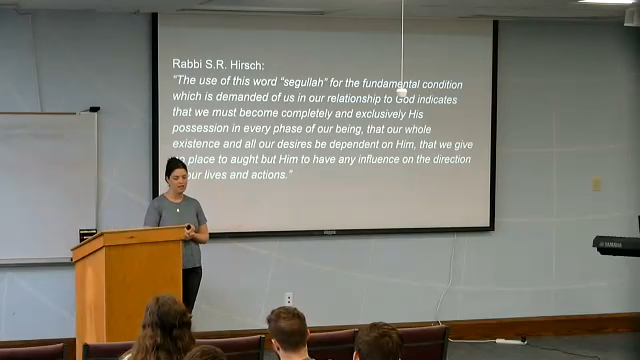 Rabbi S.R. Hirsch:
"The use of this word "segullah" for the fundamental condition
which is demanded of us in our relationship to God indicates
that we must become completely and exclusively His
possession in every phase of our being, that our whole
existence and all our desires be dependent on Him, that we give
place to aught but Him to have any influence on the direction
our lives and actions."
YAMAHA